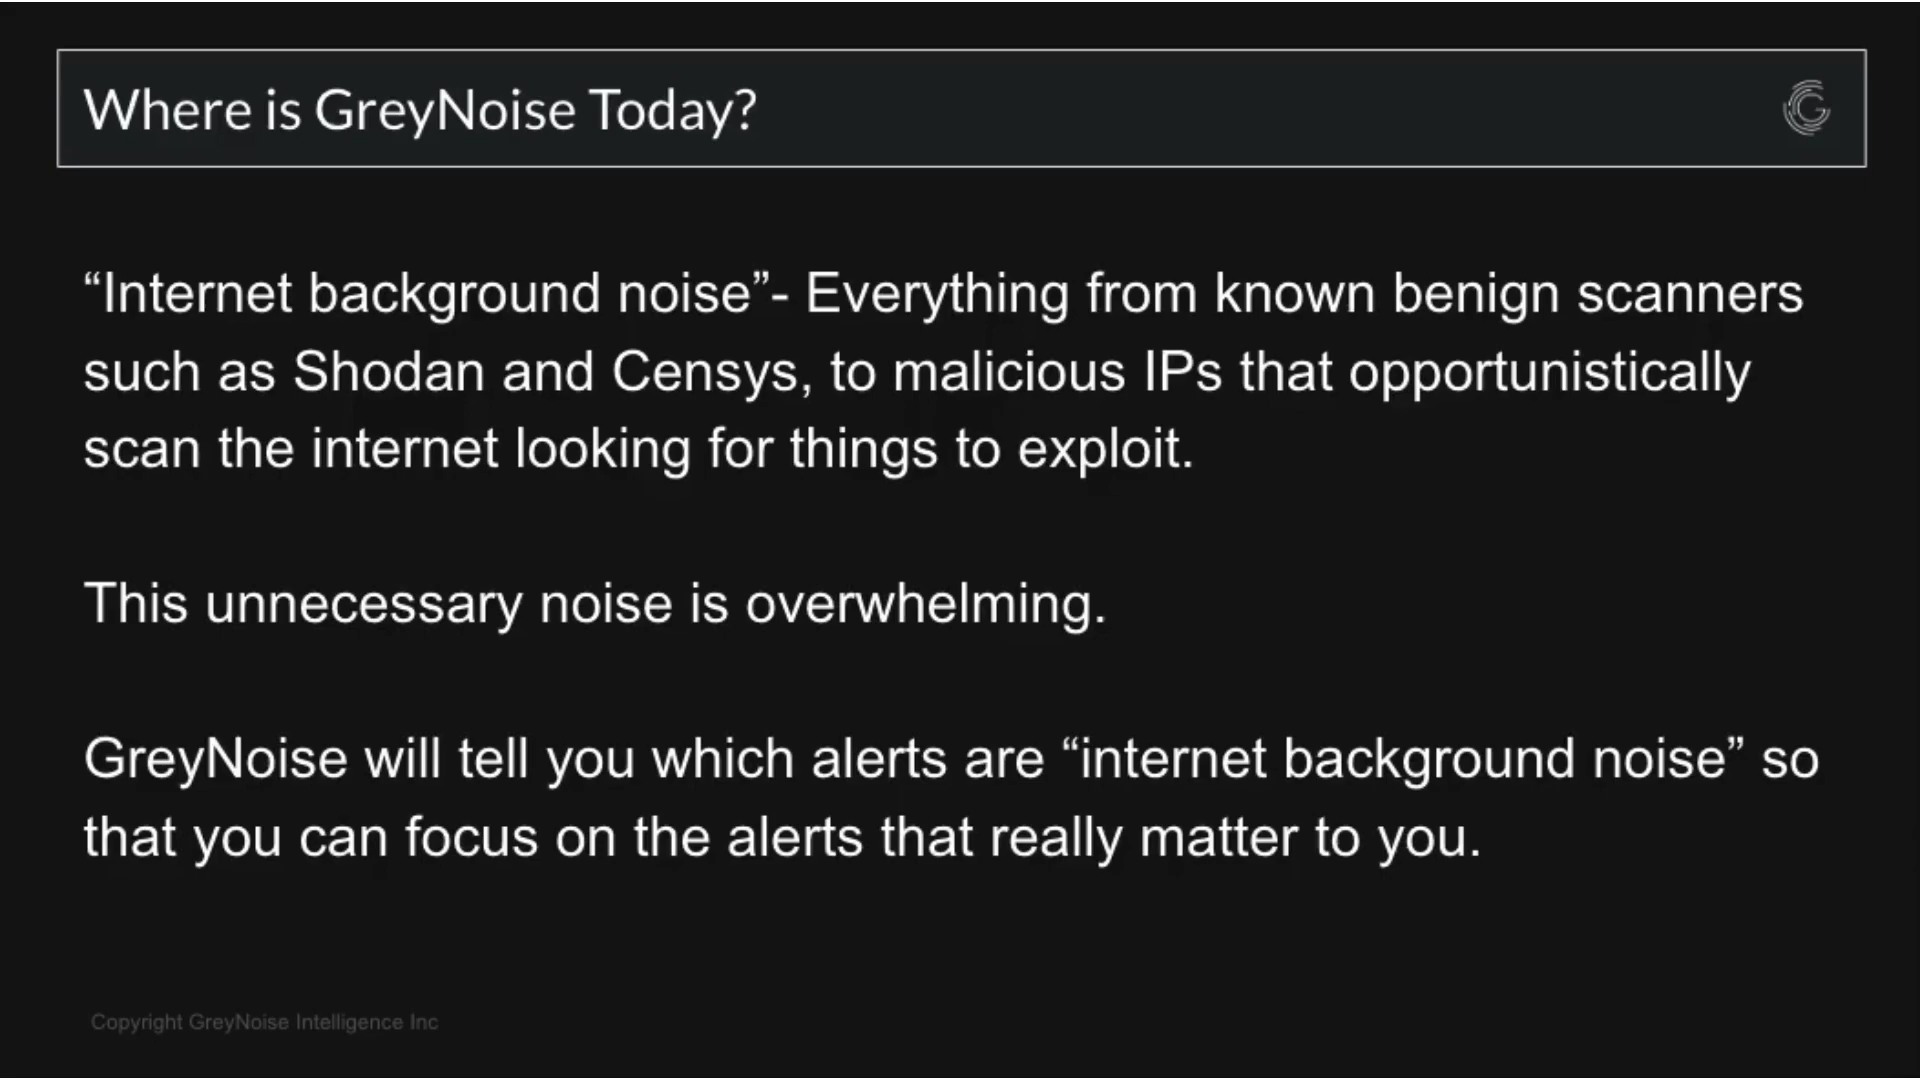 Where is GreyNoise Today?
“Internet background noise”- Everything from known benign scanners
such as Shodan and Censys, to malicious IPs that opportunistically
scan the internet looking for things to exploit.
This unnecessary noise is overwhelming.
GreyNoise will tell you which alerts are “internet background noise” so
that you can focus on the alerts that really matter to you.
Copyright GreyNoise Intelligence Inc